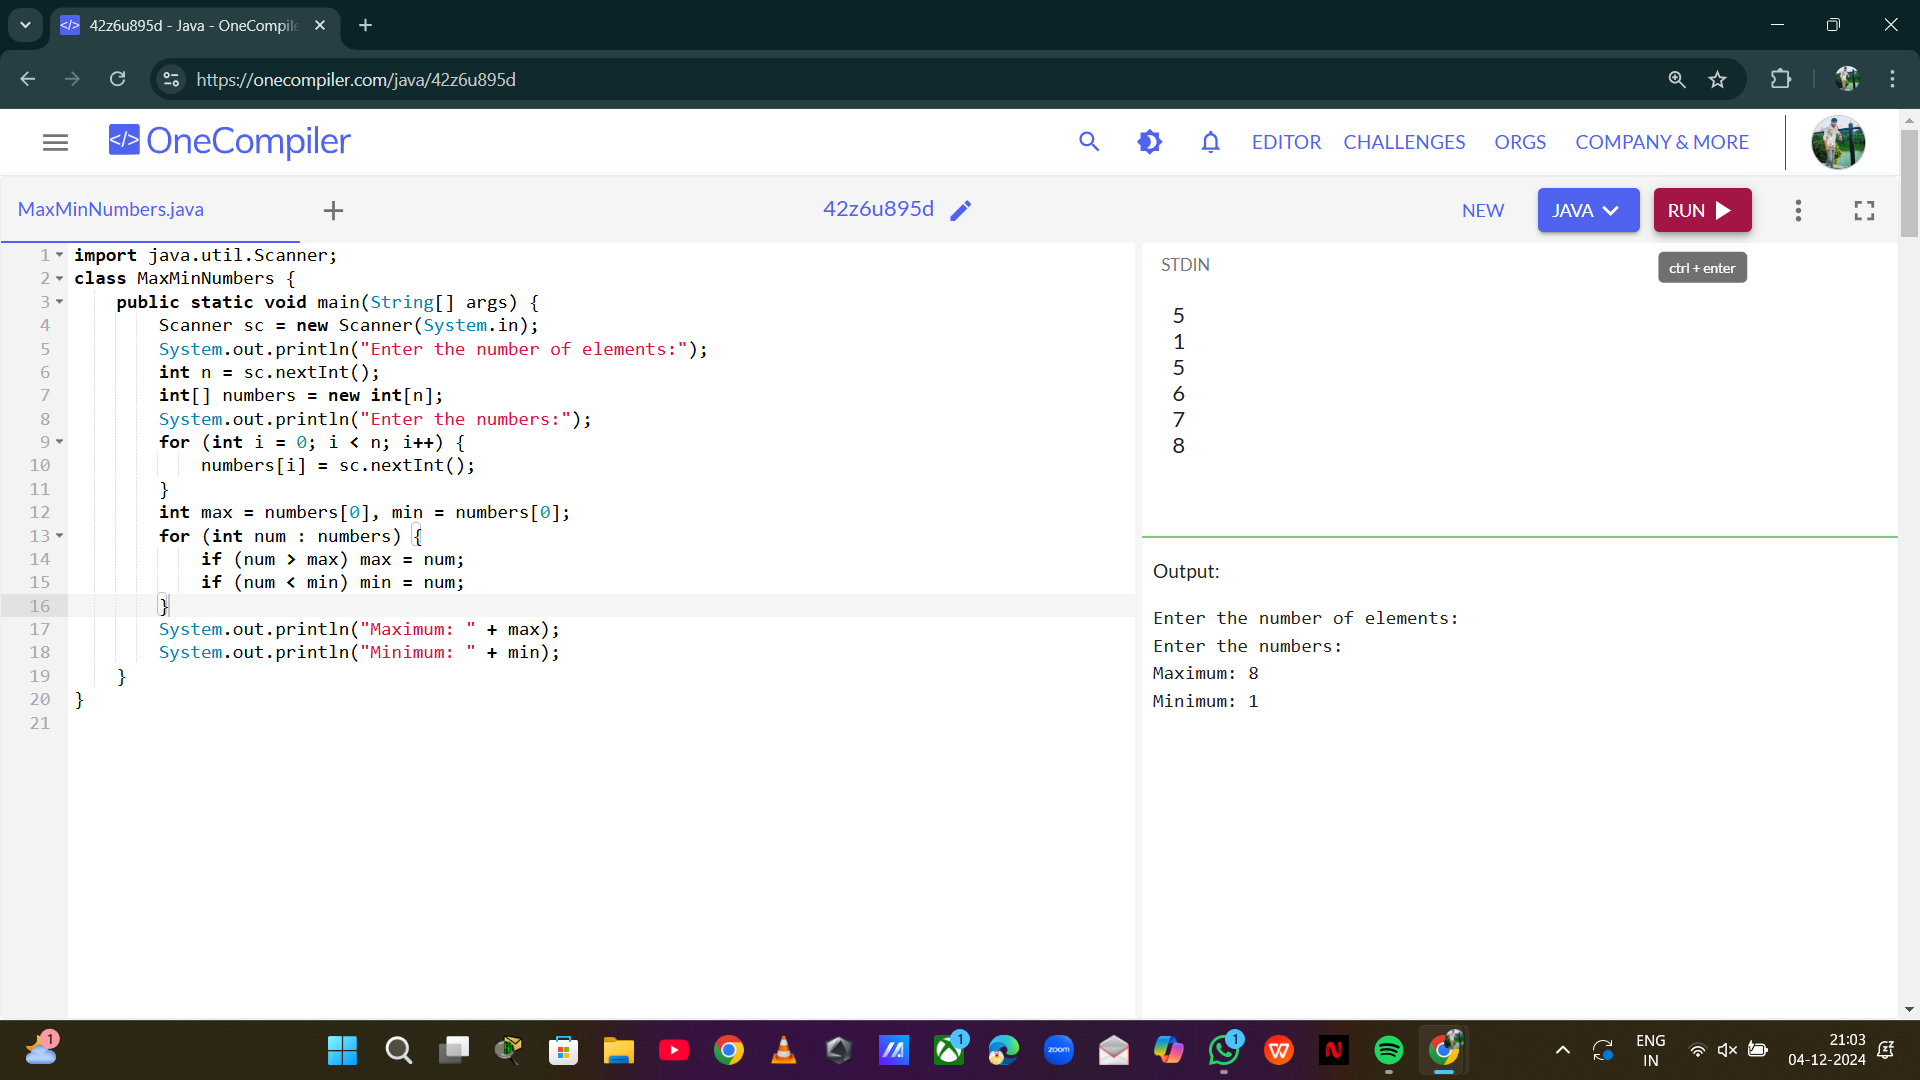 42z6u895d - Java - OneCompile
https://onecompiler.com/java/42z6u895d
</> OneCompiler
EDITOR CHALLENGES ORGS COMPANY & MORE
MaxMinNumbers.java
42z6u895d
NEW JAVA RUN
ctrl + enter
1 import java.util.Scanner;
2 class MaxMinNumbers {
3 public static void main(String[] args) {
4 Scanner sc = new Scanner(System.in);
5 System.out.println("Enter the number of elements:");
6 int n = sc.nextInt();
7 int[] numbers = new int[n];
8 System.out.println("Enter the numbers:");
9 for (int i = 0; i < n; i++) {
10 numbers[i] = sc.nextInt();
11 }
12 int max = numbers[0], min = numbers[0];
13 for (int num : numbers) {
14 if (num > max) max = num;
15 if (num < min) min = num;
16 }
17 System.out.println("Maximum: " + max);
18 System.out.println("Minimum: " + min);
19 }
20 }
21
STDIN
5
1
5
6
7
8
Output:
Enter the number of elements:
Enter the numbers:
Maximum: 8
Minimum: 1
1
1
zoom
1
ENG
IN
21:03
04-12-2024